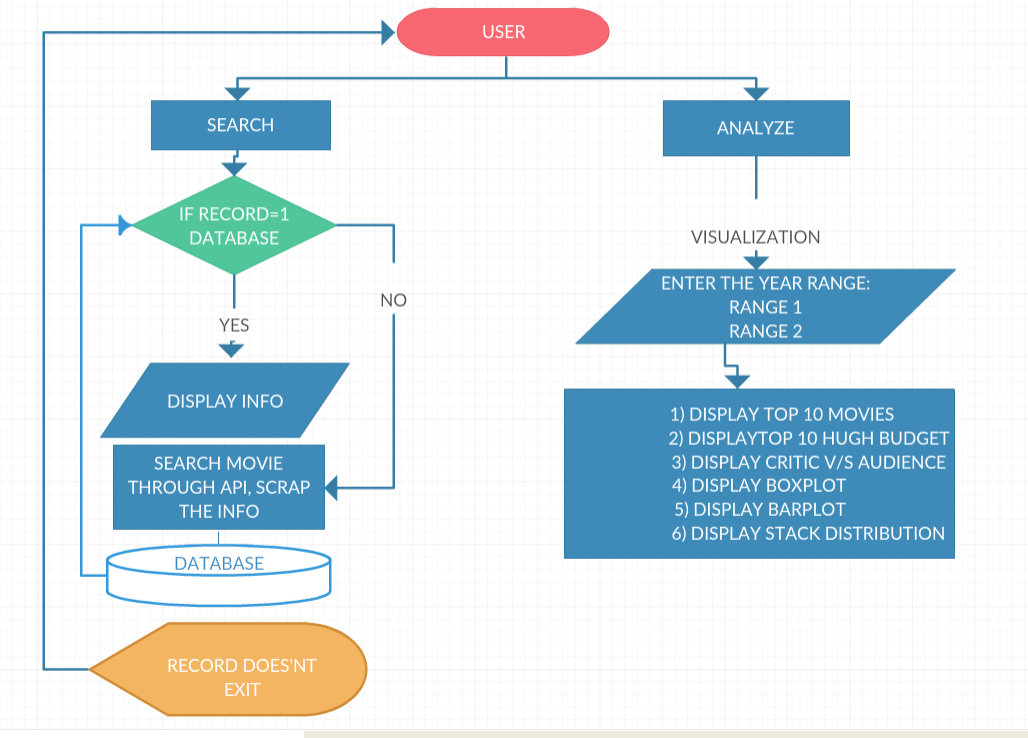 USER
SEARCH
IF RECORD=1
DATABASE
YES
NO
DISPLAY INFO
SEARCH MOVIE
THROUGH API, SCRAP
THE INFO
DATABASE
RECORD DOES'NT
EXIT
ANALYZE
VISUALIZATION
ENTER THE YEAR RANGE:
RANGE 1
RANGE 2
1) DISPLAY TOP 10 MOVIES
2) DISPLAYTOP 10 HUGH BUDGET
3) DISPLAY CRITIC V/S AUDIENCE
4) DISPLAY BOXPLOT
5) DISPLAY BARPLOT
6) DISPLAY STACK DISTRIBUTION